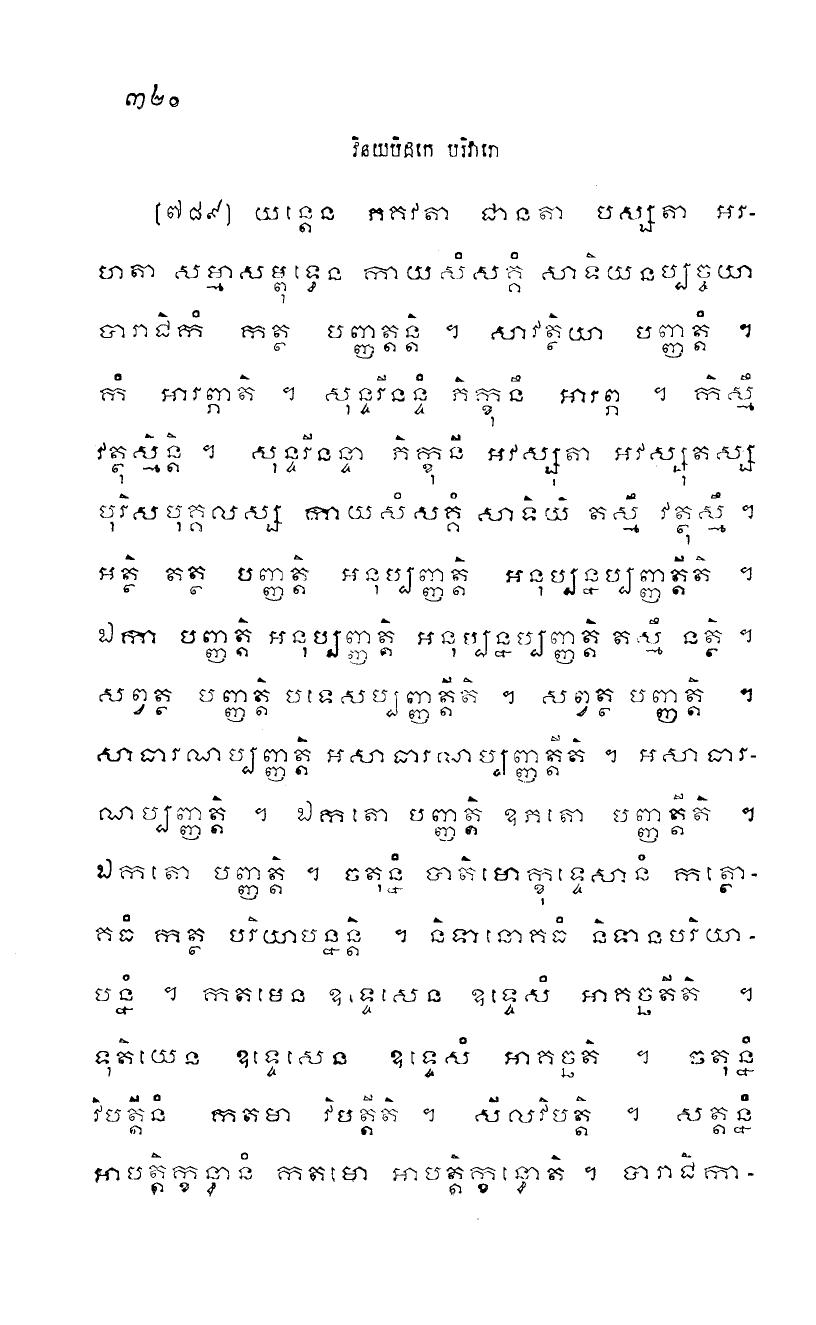 ៣២០
វិនយបិដកេ បរិវារោ
[៧៨៩] យន្តេន ភគវតា ជានតា បស្សតា អរ-
ហតា សម្មាសម្ពុទ្ធេន កាយសំសគ្គំ សាទិយនប្បច្ចយា
បារាជិកំ កត្ថ បញ្ញត្តន្តិ ។ សាវត្ថិយា បញ្ញត្តំ ។
កំ អារព្ភាតិ ។ សុន្ទរីនន្ទំ ភិក្ខុនឹ អារព្ភ ។ កិស្មឹ
វត្ថុស្មិន្តិ ។ សុន្ទរីនន្ទា ភិក្ខុនី អវស្សុតា អវស្សុតស្ស
បុរិសបុគ្គលស្ស កាយសំសគ្គំ សាទិយិ តស្មឹ វត្ថុស្មឹ ។
អត្ថិ តត្ថ បញ្ញត្តិ អនុប្បញ្ញត្តិ អនុប្បន្នប្បញ្ញត្តីតិ ។
ឯកា បញ្ញត្តិ អនុប្បញ្ញត្តិ អនុប្បន្នប្បញ្ញត្តិ តស្មឹ នត្ថិ ។
សព្វត្ថ បញ្ញត្តិ បទេសប្បញ្ញត្តីតិ ។ សព្វត្ថ បញ្ញត្តិ ។
សាធារណប្បញ្ញត្តិ អសាធារណប្បញ្ញត្តីតិ ។ អសាធារ-
ណប្បញ្ញត្តិ ។ ឯកតោ បញ្ញត្តិ ឧភតោ បញ្ញត្តីតិ ។
ឯកតោ បញ្ញត្តិ ។ ចតុន្នំ បាតិមោក្ខុទ្ទេសានំ កត្ថោ-
គធំ កត្ថ បរិយាបន្នន្តិ ។ និទានោគធំ និទានបរិយា-
បន្នំ ។ កតមេន ឧទ្ទេសេន ឧទ្ទេសំ អាគច្ឆតីតិ ។
ទុតិយេន ឧទ្ទេសេន ឧទ្ទេសំ អាគច្ឆតិ ។ ចតុន្នំ
វិបត្តីនំ កតមា វិបត្តីតិ ។ សីលវិបត្តិ ។ សត្តន្នំ
អាបត្តិក្ខន្ធានំ កតមោ អាបត្តិក្ខន្ធោតិ ។ បារាជិកា-